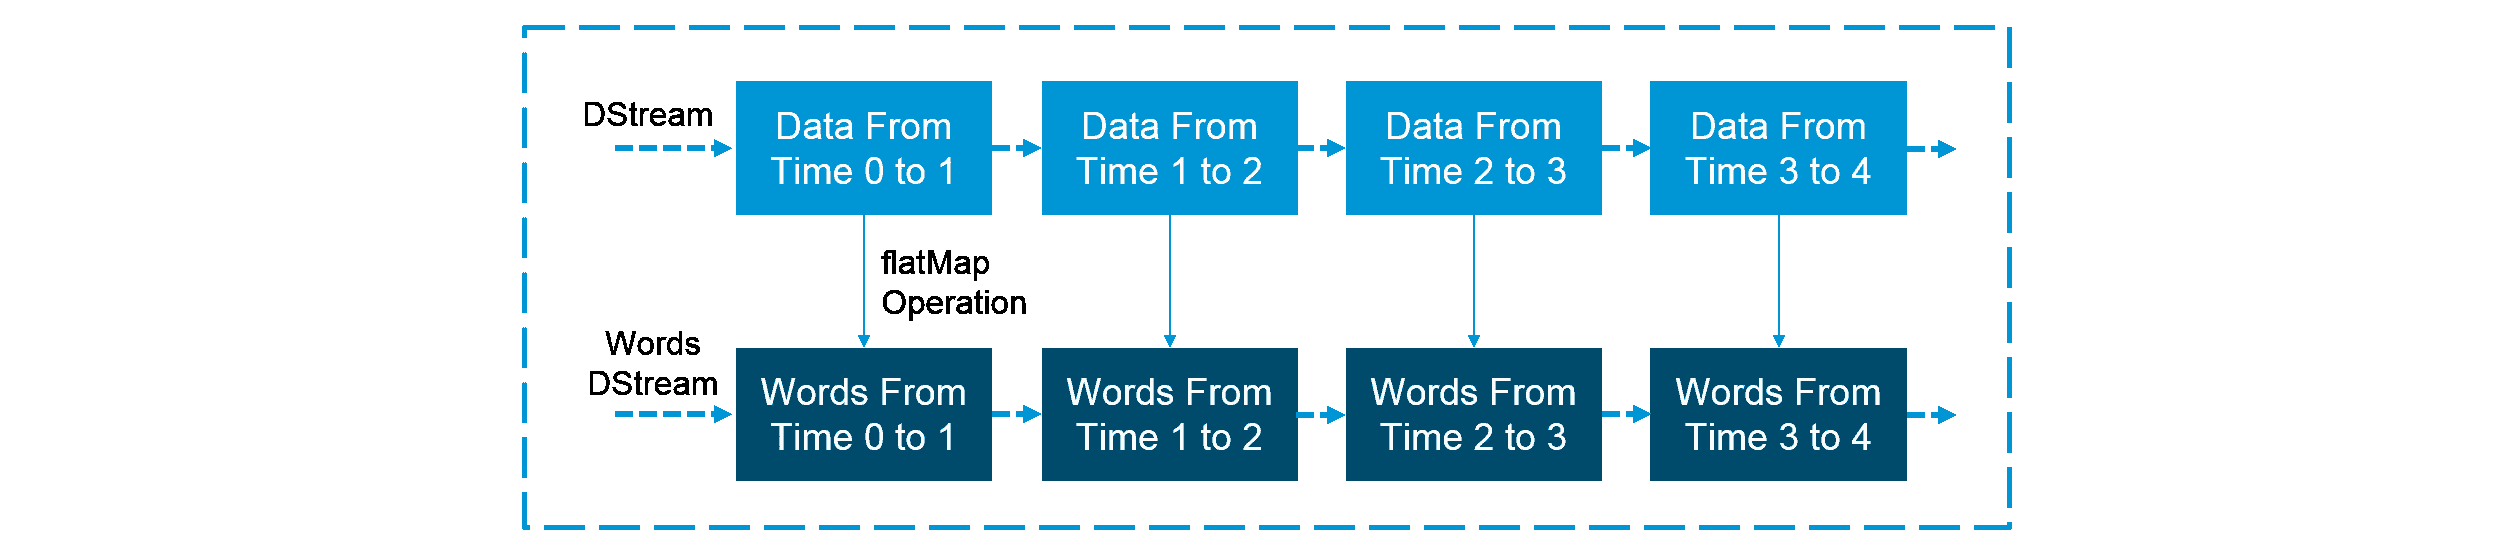 DStream
Data From
Time 0 to 1
Data From
Time 1 to 2
Data From
Time 2 to 3
Data From
Time 3 to 4
flatMap
Operation
Words
DStream
Words From
Time 0 to 1
Words From
Time 1 to 2
Words From
Time 2 to 3
Words From
Time 3 to 4